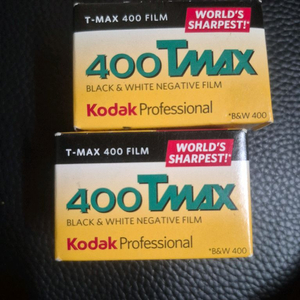 T-MAX 400 FILM
WORLD'S
SHARPEST!*
400 TMAX
BLACK & WHITE NEGATIVE FILM
Kodak Professional
*B&W 400
T-MAX 400 FILM
WORLD'S
SHARPEST!*
400 TMAX
BLACK & WHITE NEGATIVE FILM
Kodak Professional
*B&W 400